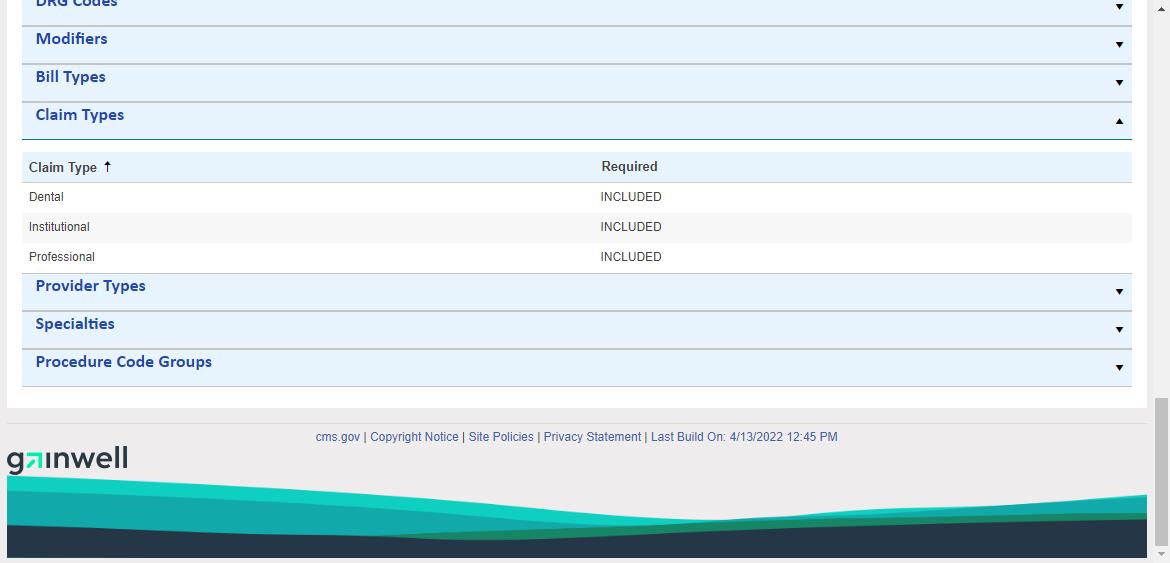 DRG Codes
Modifiers
Bill Types
Claim Types
Claim Type ↑ Required
Dental INCLUDED
Institutional INCLUDED
Professional INCLUDED
Provider Types
Specialties
Procedure Code Groups
cms.gov | Copyright Notice | Site Policies | Privacy Statement | Last Build On: 4/13/2022 12:45 PM
gainwell